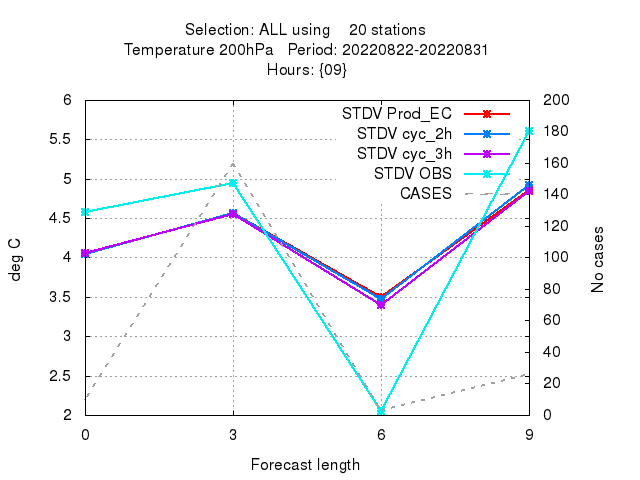 Selection: ALL using    20 stations
Temperature 200hPa   Period: 20220822-20220831
Hours: {09}
STDV Prod_EC
STDV cyc_2h
STDV cyc_3h
STDV OBS
CASES
deg C
6
5.5
5
4.5
4
3.5
3
2.5
2
200
180
160
140
120
100
80
60
40
20
0
No cases
0 3 6 9
Forecast length